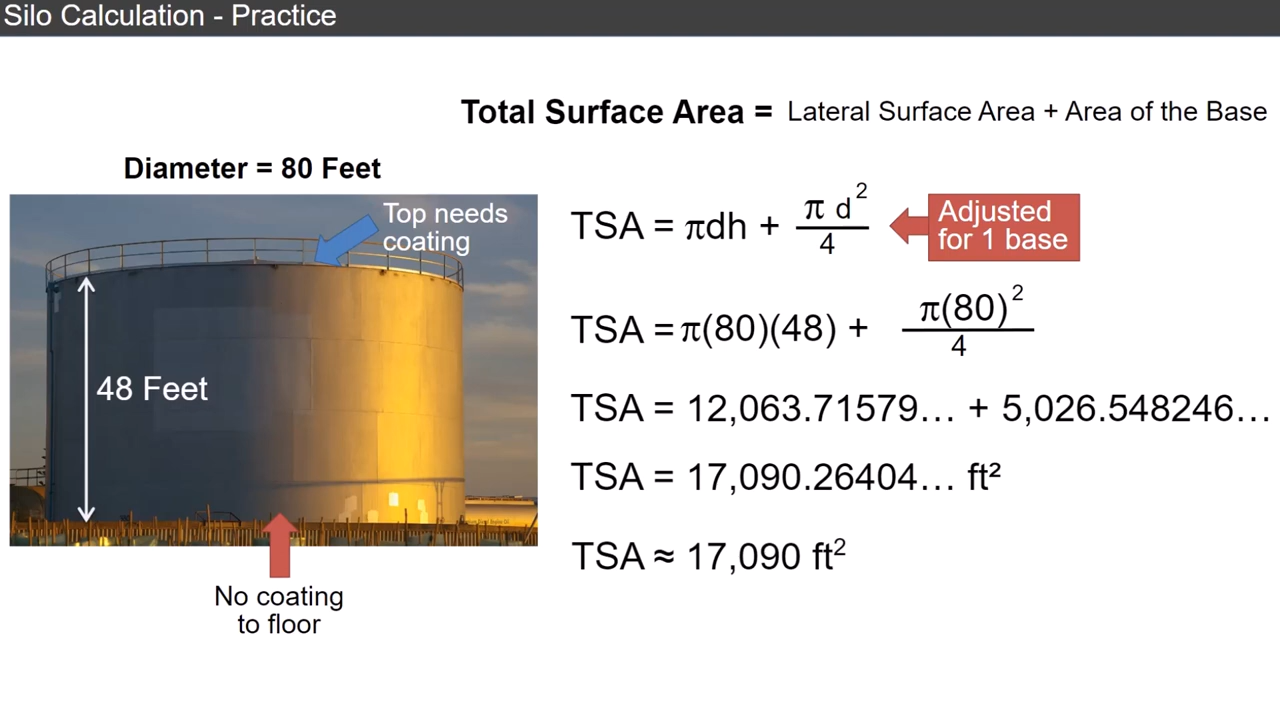 Silo Calculation - Practice
Total Surface Area = Lateral Surface Area + Area of the Base
Diameter = 80 Feet
Top needs
coating
48 Feet
No coating
to floor
TSA = πdh + π d² / 4
Adjusted
for 1 base
TSA = π(80)(48) + π(80)² / 4
TSA = 12,063.71579… + 5,026.548246…
TSA = 17,090.26404… ft²
TSA ≈ 17,090 ft²